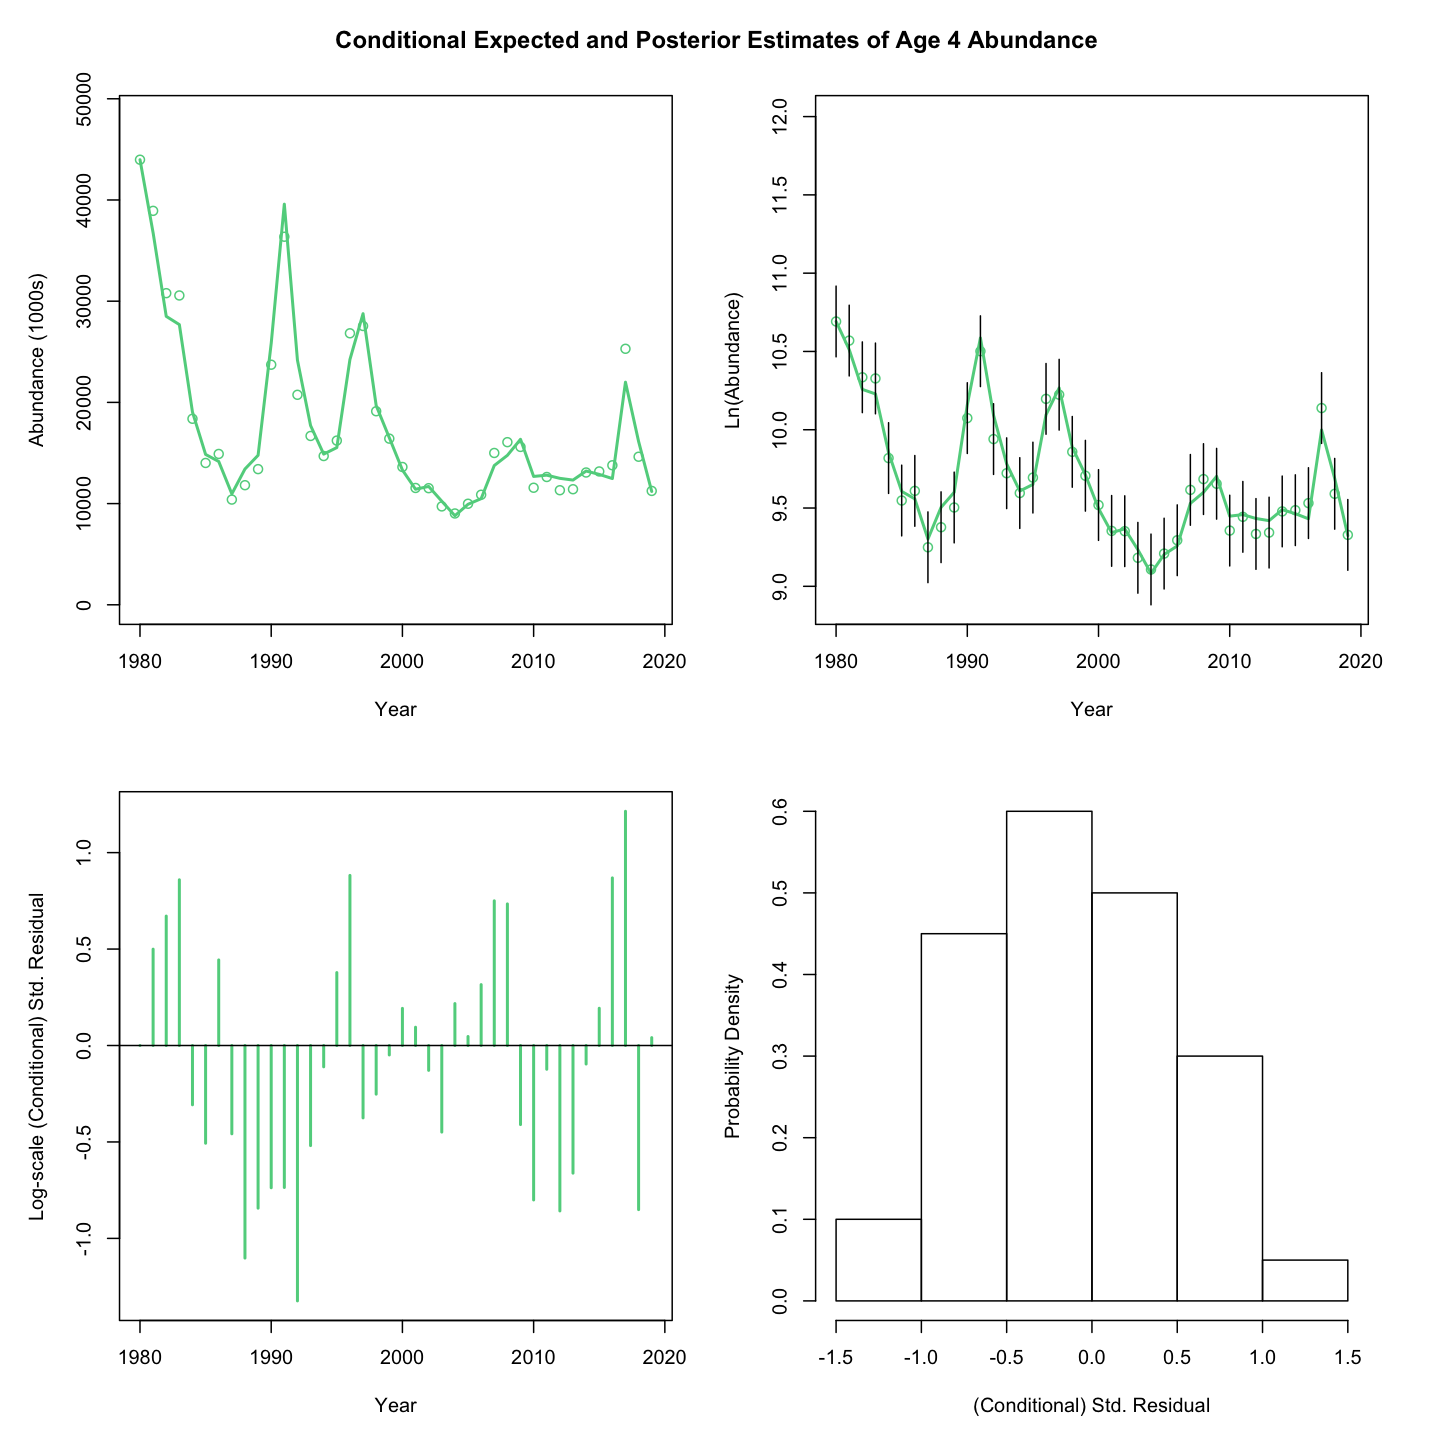 Conditional Expected and Posterior Estimates of Age 4 Abundance
Abundance (1000s)
50000
40000
30000
20000
10000
0
1980 1990 2000 2010 2020
Year
Ln(Abundance)
12.0
11.5
11.0
10.5
10.0
9.5
9.0
1980 1990 2000 2010 2020
Year
Log-scale (Conditional) Std. Residual
1.0
0.5
0.0
-0.5
-1.0
1980 1990 2000 2010 2020
Year
Probability Density
0.6
0.5
0.4
0.3
0.2
0.1
0.0
-1.5 -1.0 -0.5 0.0 0.5 1.0 1.5
(Conditional) Std. Residual